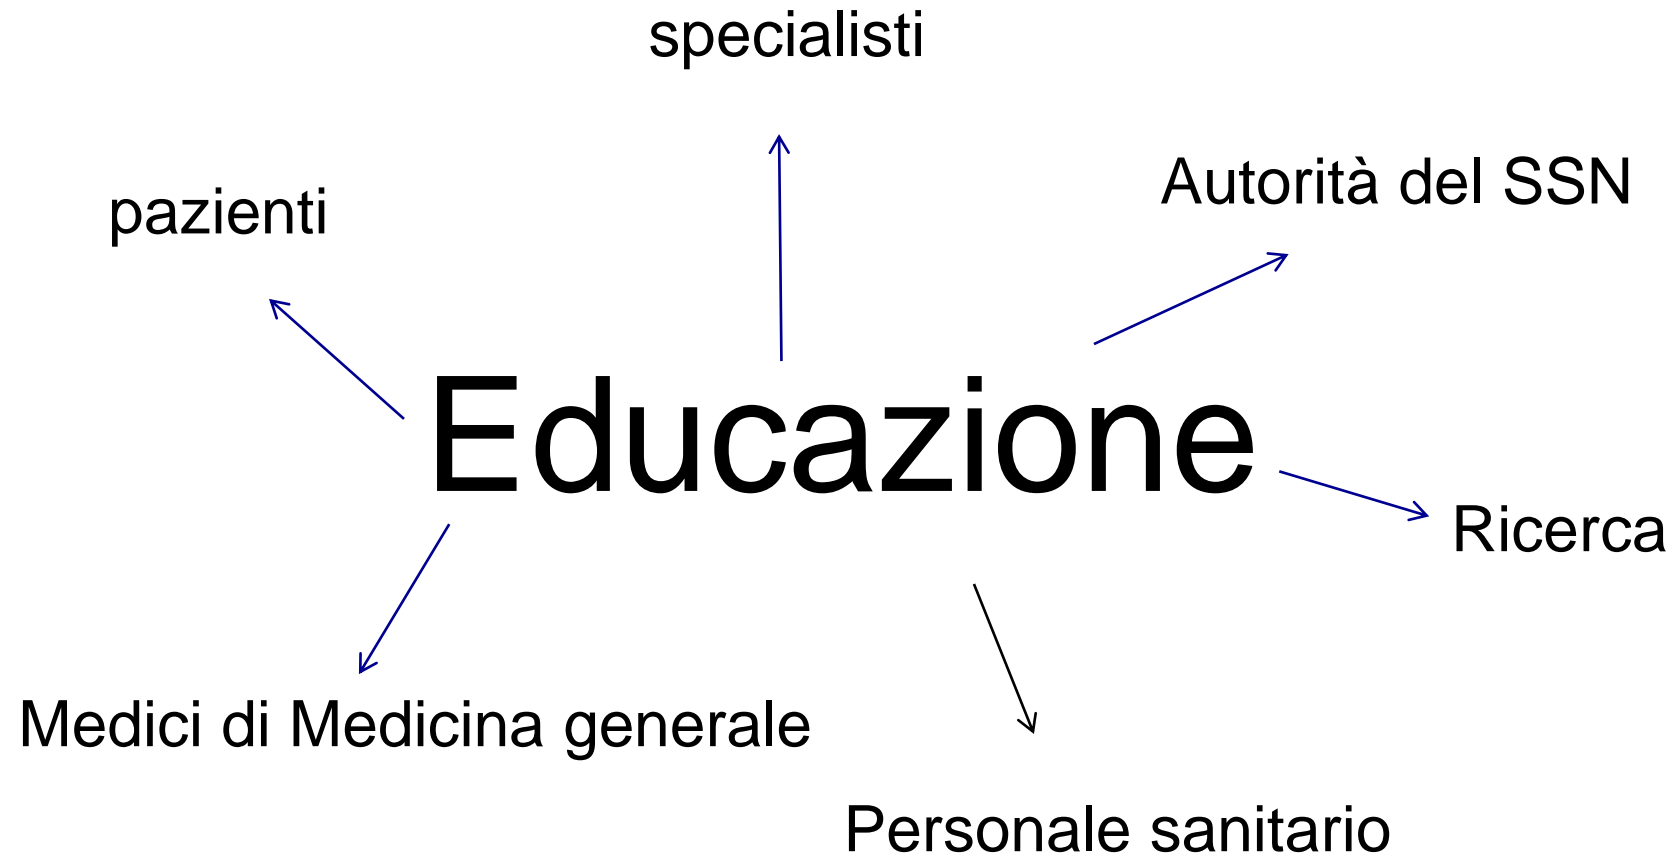 specialisti
Autorità del SSN
pazienti
Educazione
Ricerca
Medici di Medicina generale
Personale sanitario